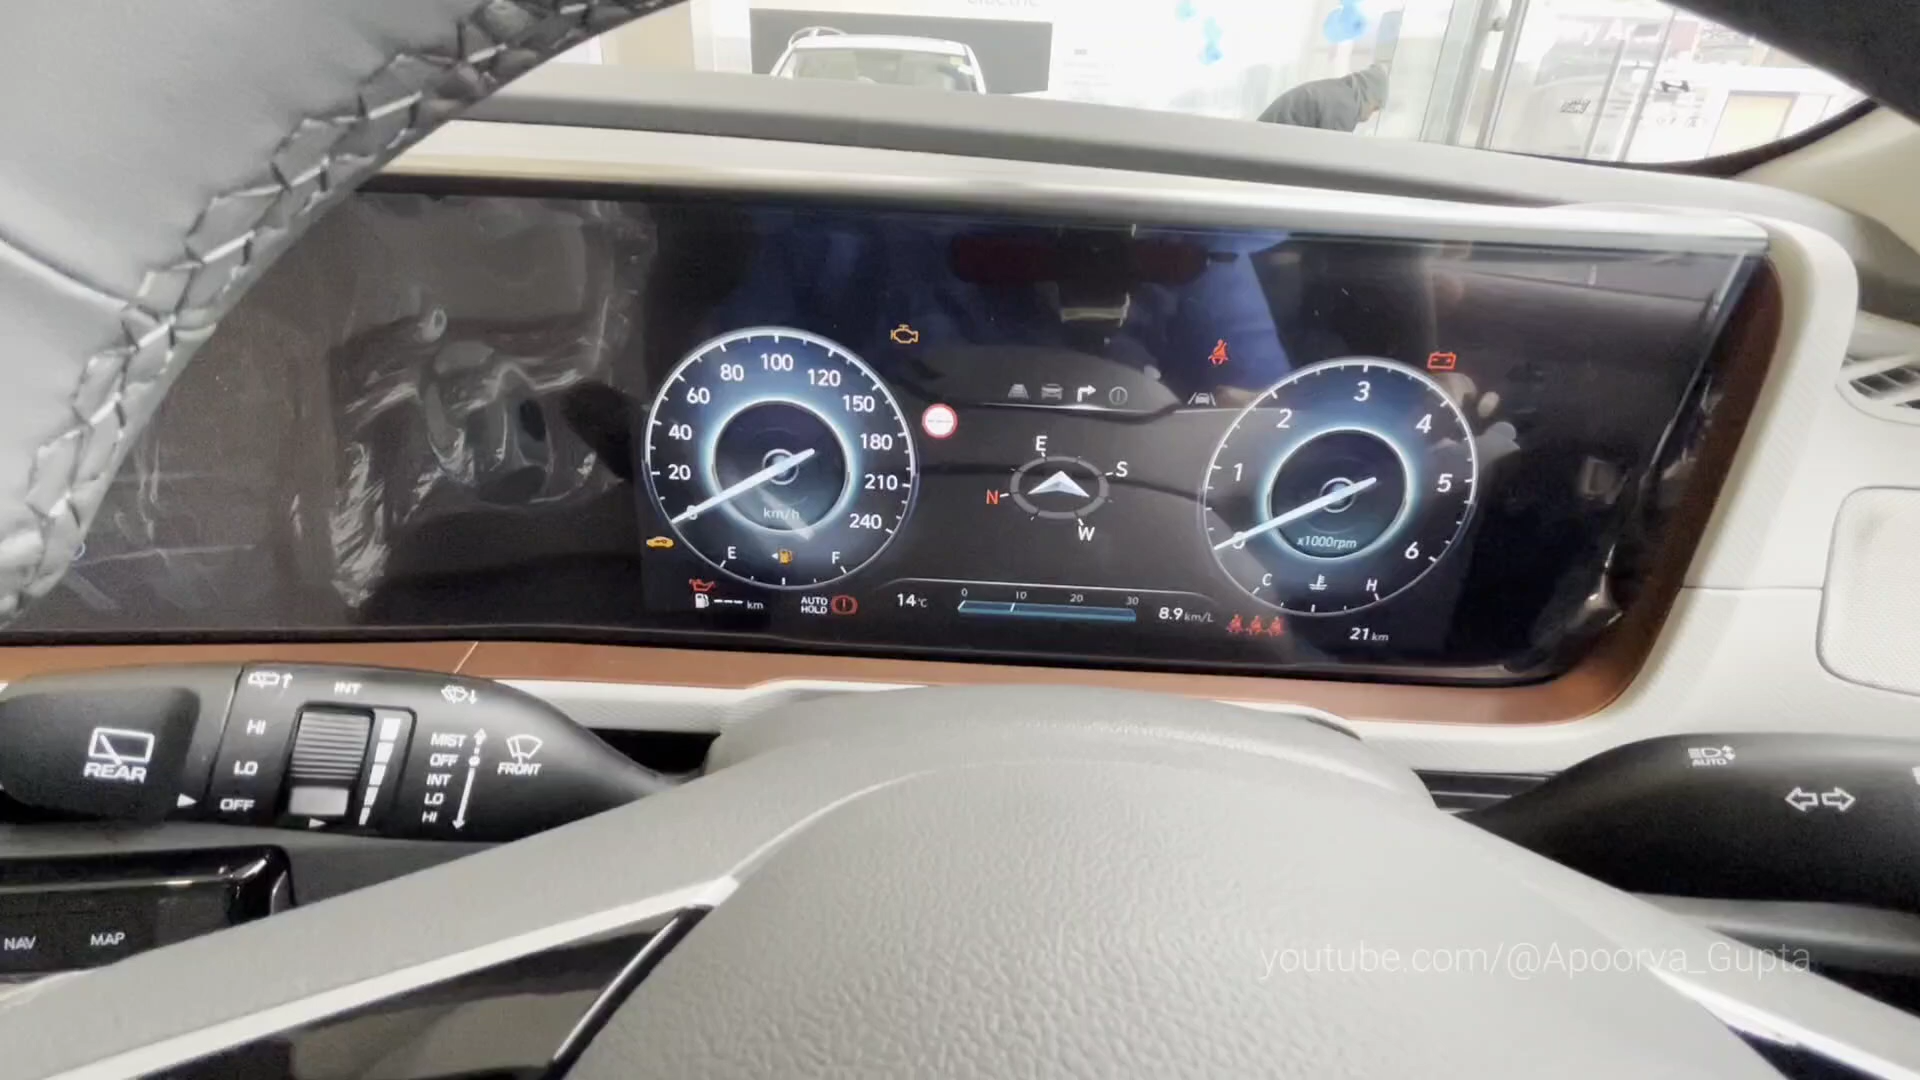 electric
100
80
120
60
150
40
180
20
210
0
240
km/h
E
F
--- km
AUTO
HOLD
14°C
0 10 20 30
8.9 km/L
E
S
N
W
3
2
4
1
5
0
6
x1000rpm
C
H
21 km
REAR
INT
HI
LO
OFF
MIST
OFF
INT
LO
HI
FRONT
NAV
MAP
AUTO
youtube.com/@Apoorva_Gupta